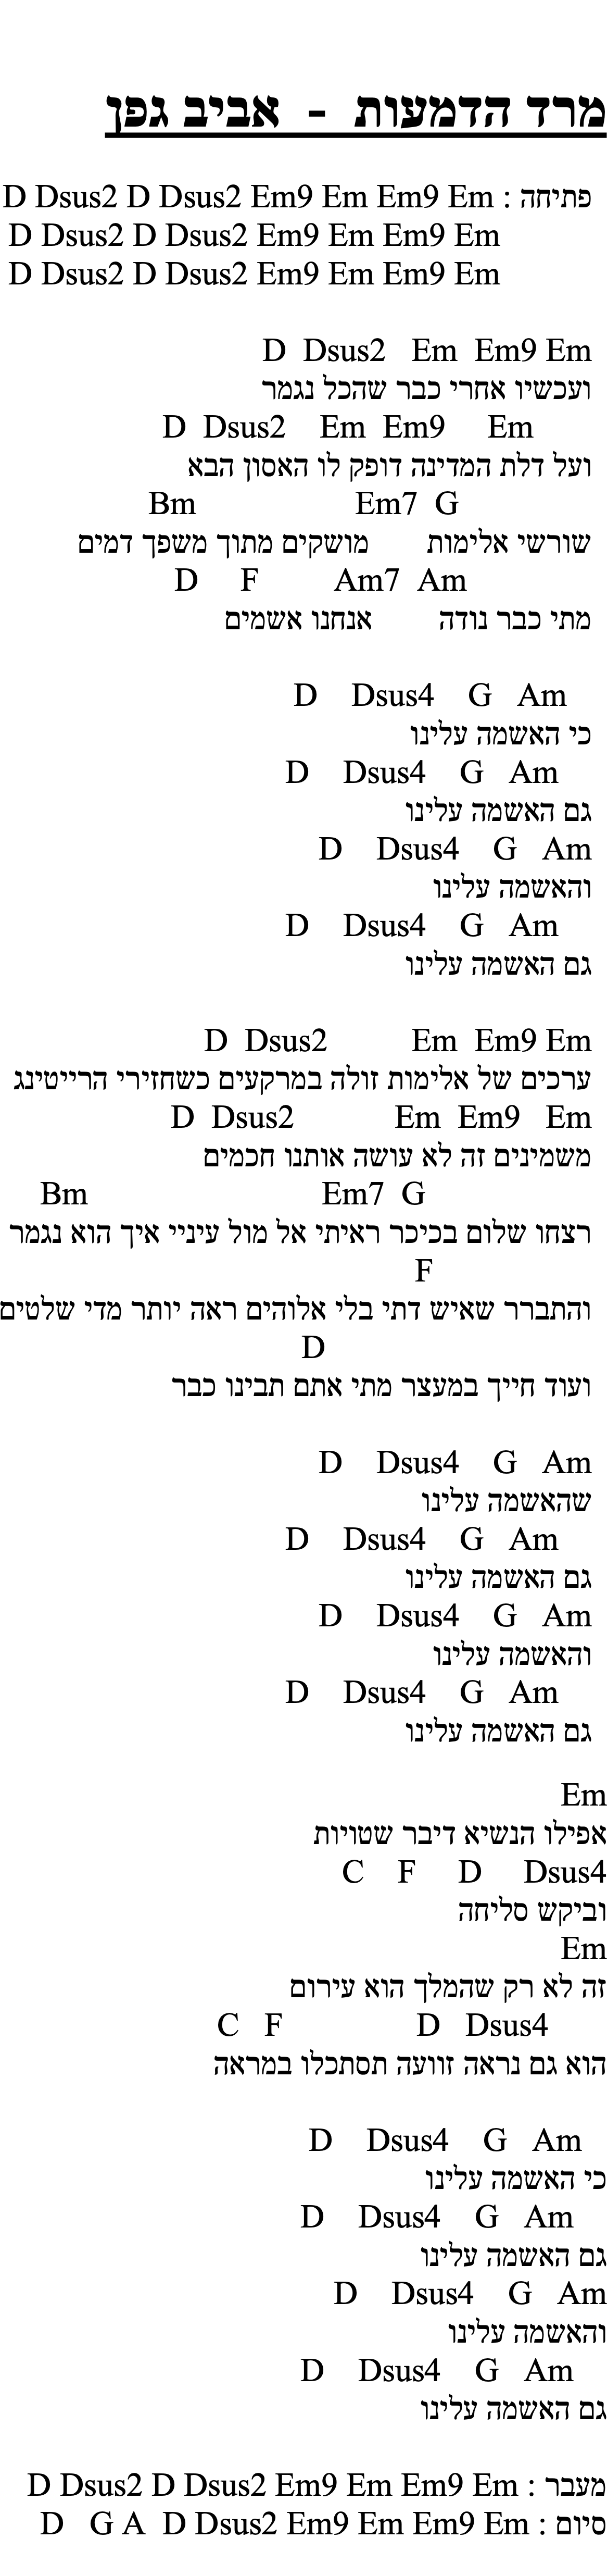 מרד הדמעות - אביב גפן
פתיחה : D Dsus2 D Dsus2 Em9 Em Em9 Em
D Dsus2 D Dsus2 Em9 Em Em9 Em
D Dsus2 D Dsus2 Em9 Em Em9 Em
D Dsus2 Em Em9 Em
ועכשיו אחרי כבר שהכל נגמר
D Dsus2 Em Em9 Em
ועל דלת המדינה דופק לו האסון הבא
Bm Em7 G
שורשי אלימות מושקים מתוך משפך דמים
D F Am7 Am
מתי כבר נודה אנחנו אשמים
D Dsus4 G Am
כי האשמה עלינו
D Dsus4 G Am
גם האשמה עלינו
D Dsus4 G Am
והאשמה עלינו
D Dsus4 G Am
גם האשמה עלינו
D Dsus2 Em Em9 Em
ערכים של אלימות זולה במרקעים כשחזירי הרייטינג
D Dsus2 Em Em9 Em
משמינים זה לא עושה אותנו חכמים
Bm Em7 G
רצחו שלום בכיכר ראיתי אל מול עיניי איך הוא נגמר
F
והתברר שאיש דתי בלי אלוהים ראה יותר מדי שלטים
D
ועוד חייך במעצר מתי אתם תבינו כבר
D Dsus4 G Am
שהאשמה עלינו
D Dsus4 G Am
גם האשמה עלינו
D Dsus4 G Am
והאשמה עלינו
D Dsus4 G Am
גם האשמה עלינו
Em
אפילו הנשיא דיבר שטויות
C F D Dsus4
וביקש סליחה
Em
זה לא רק שהמלך הוא עירום
C F D Dsus4
הוא גם נראה זוועה תסתכלו במראה
D Dsus4 G Am
כי האשמה עלינו
D Dsus4 G Am
גם האשמה עלינו
D Dsus4 G Am
והאשמה עלינו
D Dsus4 G Am
גם האשמה עלינו
מעבר : D Dsus2 D Dsus2 Em9 Em Em9 Em
סיום : D G A D Dsus2 Em9 Em Em9 Em